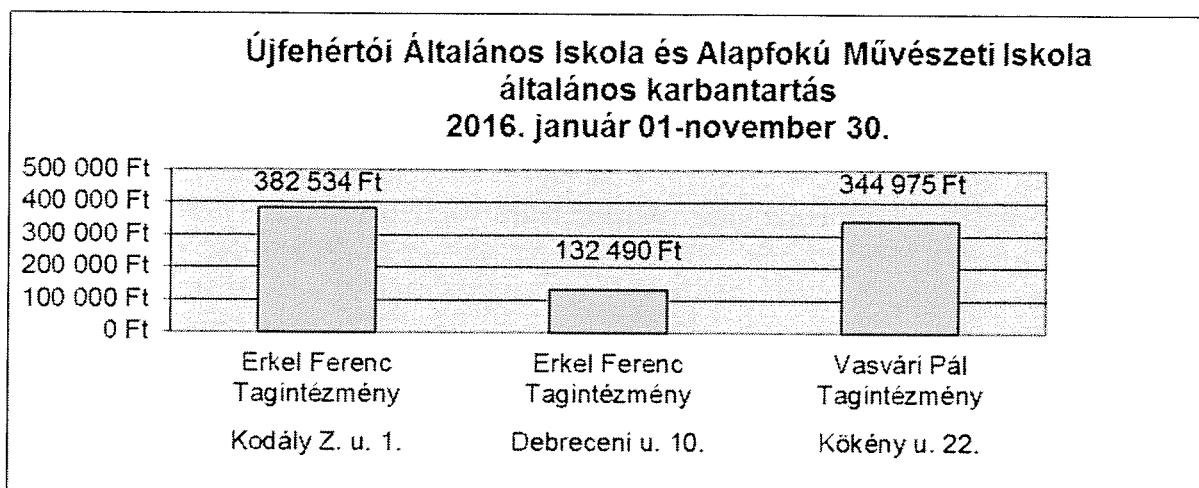 Újfehértói Általános Iskola és Alapfokú Művészeti Iskola
általános karbantartás
2016. január 01-november 30.
500 000 Ft
400 000 Ft
300 000 Ft
200 000 Ft
100 000 Ft
0 Ft
382 534 Ft
132 490 Ft
344 975 Ft
Erkel Ferenc
Tagintézmény
Kodály Z. u. 1.
Erkel Ferenc
Tagintézmény
Debreceni u. 10.
Vasvári Pál
Tagintézmény
Kökény u. 22.